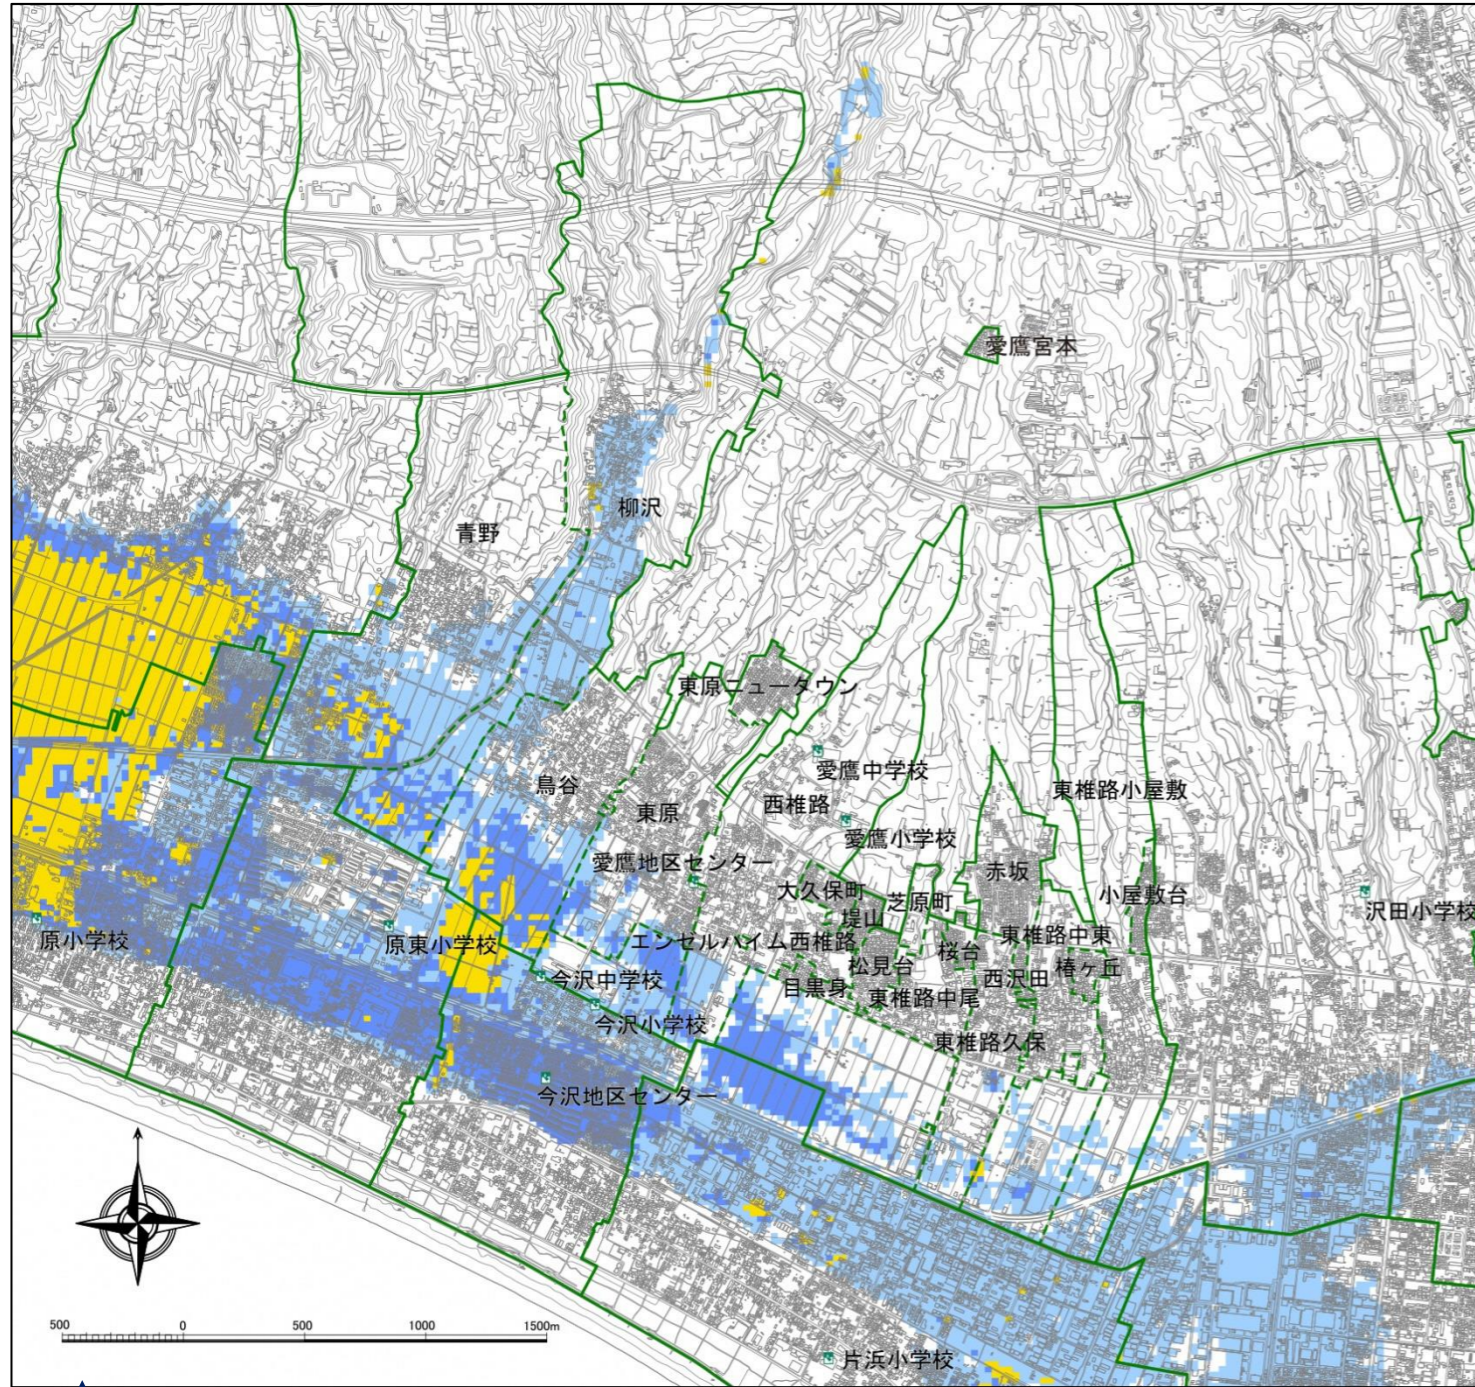 愛鷹宮本
柳沢
青野
東原ニュータウン
愛鷹中学校
鳥谷
東原
西椎路
東椎路小屋敷
愛鷹小学校
愛鷹地区センター
大久保町
赤坂
小屋敷台
芝原町
堤山
沢田小学校
原小学校
原東小学校
エンゼルハイム西椎路
桜台
東椎路中東
今沢中学校
松見台
西沢田
椿ヶ丘
目黒身
東椎路中尾
今沢小学校
東椎路久保
今沢地区センター
500 0 500 1000 1500m
片浜小学校